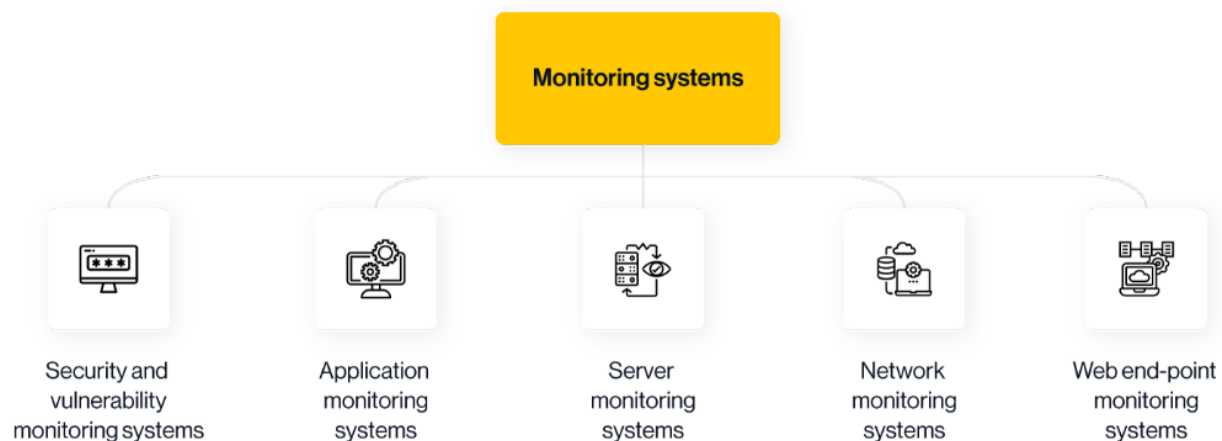 Monitoring systems
* * *
Security and
vulnerability
monitoring systems
Application
monitoring
systems
Server
monitoring
systems
Network
monitoring
systems
Web end-point
monitoring
systems